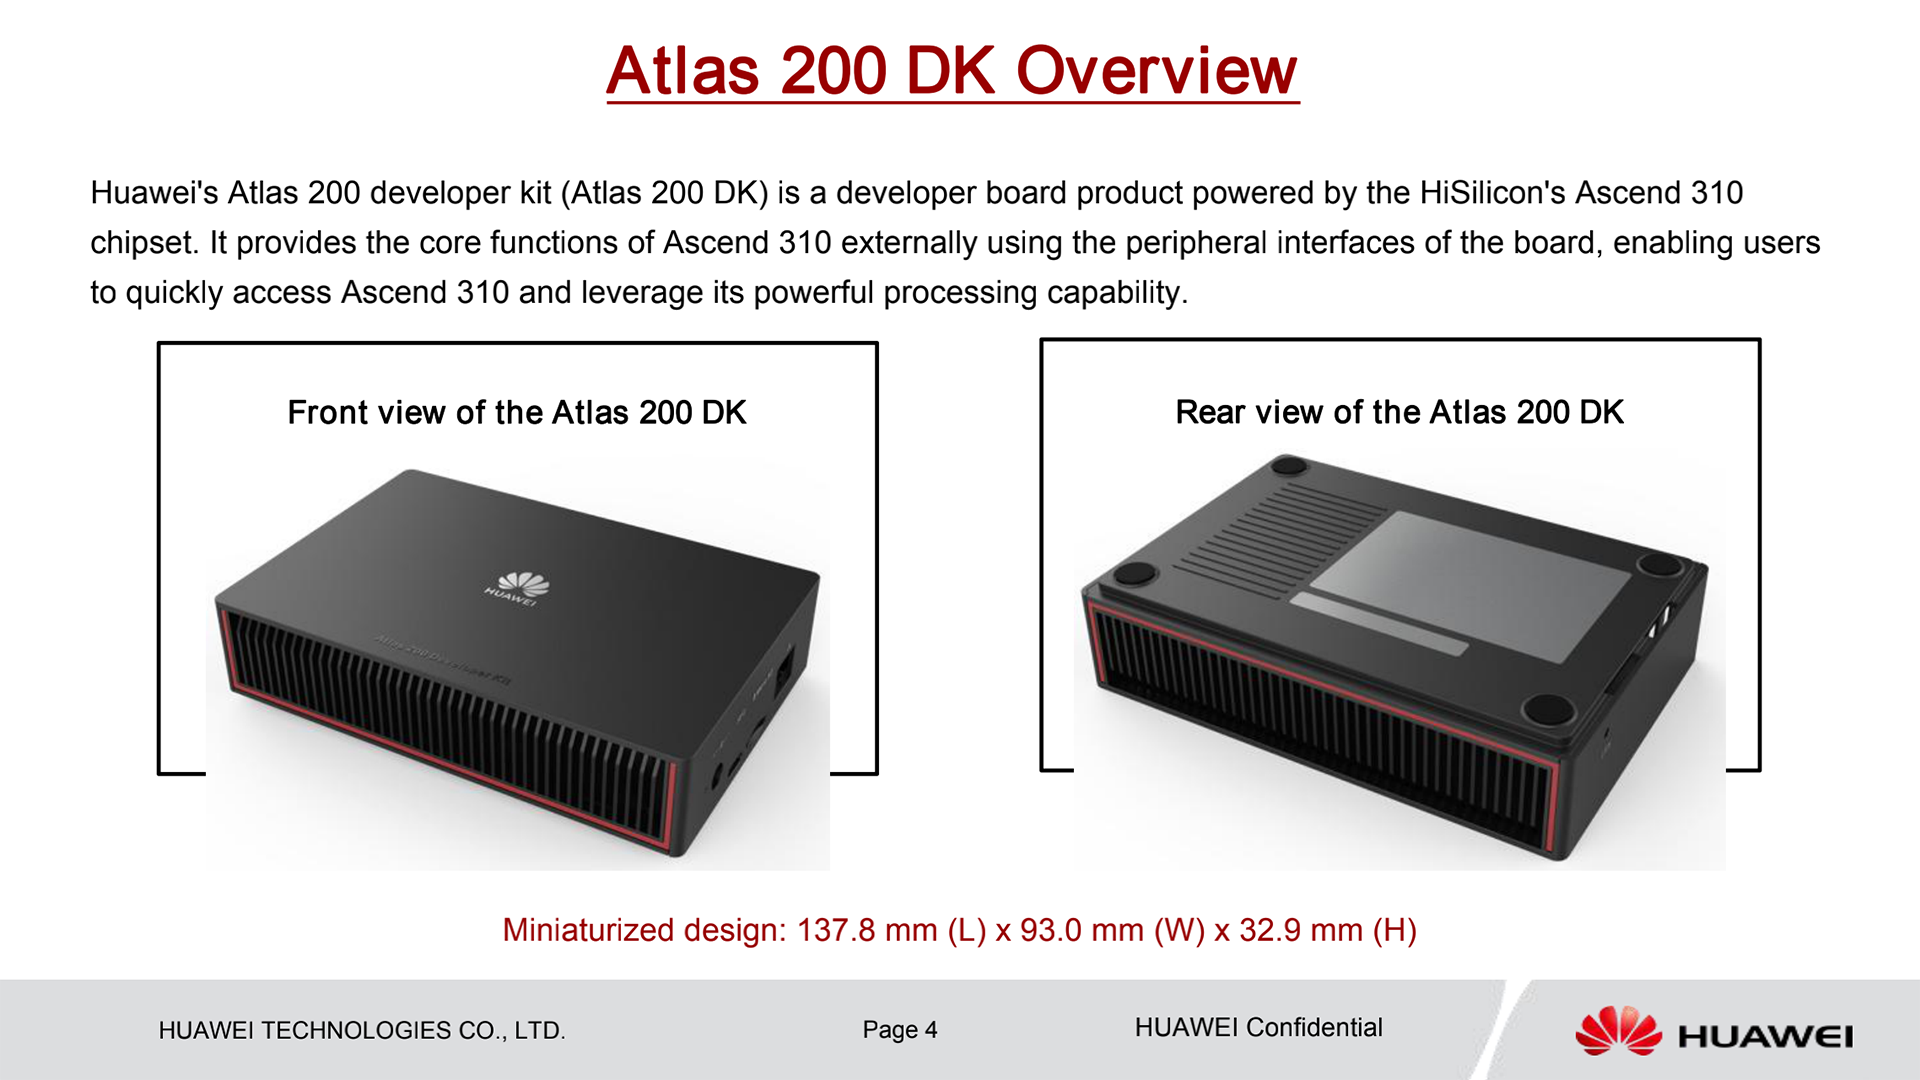 Atlas 200 DK Overview
Huawei's Atlas 200 developer kit (Atlas 200 DK) is a developer board product powered by the HiSilicon's Ascend 310
chipset. It provides the core functions of Ascend 310 externally using the peripheral interfaces of the board, enabling users
to quickly access Ascend 310 and leverage its powerful processing capability.
Front view of the Atlas 200 DK
Rear view of the Atlas 200 DK
HUAWEI
Atlas 200 Developer Kit
Miniaturized design: 137.8 mm (L) x 93.0 mm (W) x 32.9 mm (H)
HUAWEI TECHNOLOGIES CO., LTD.
Page 4
HUAWEI Confidential
HUAWEI